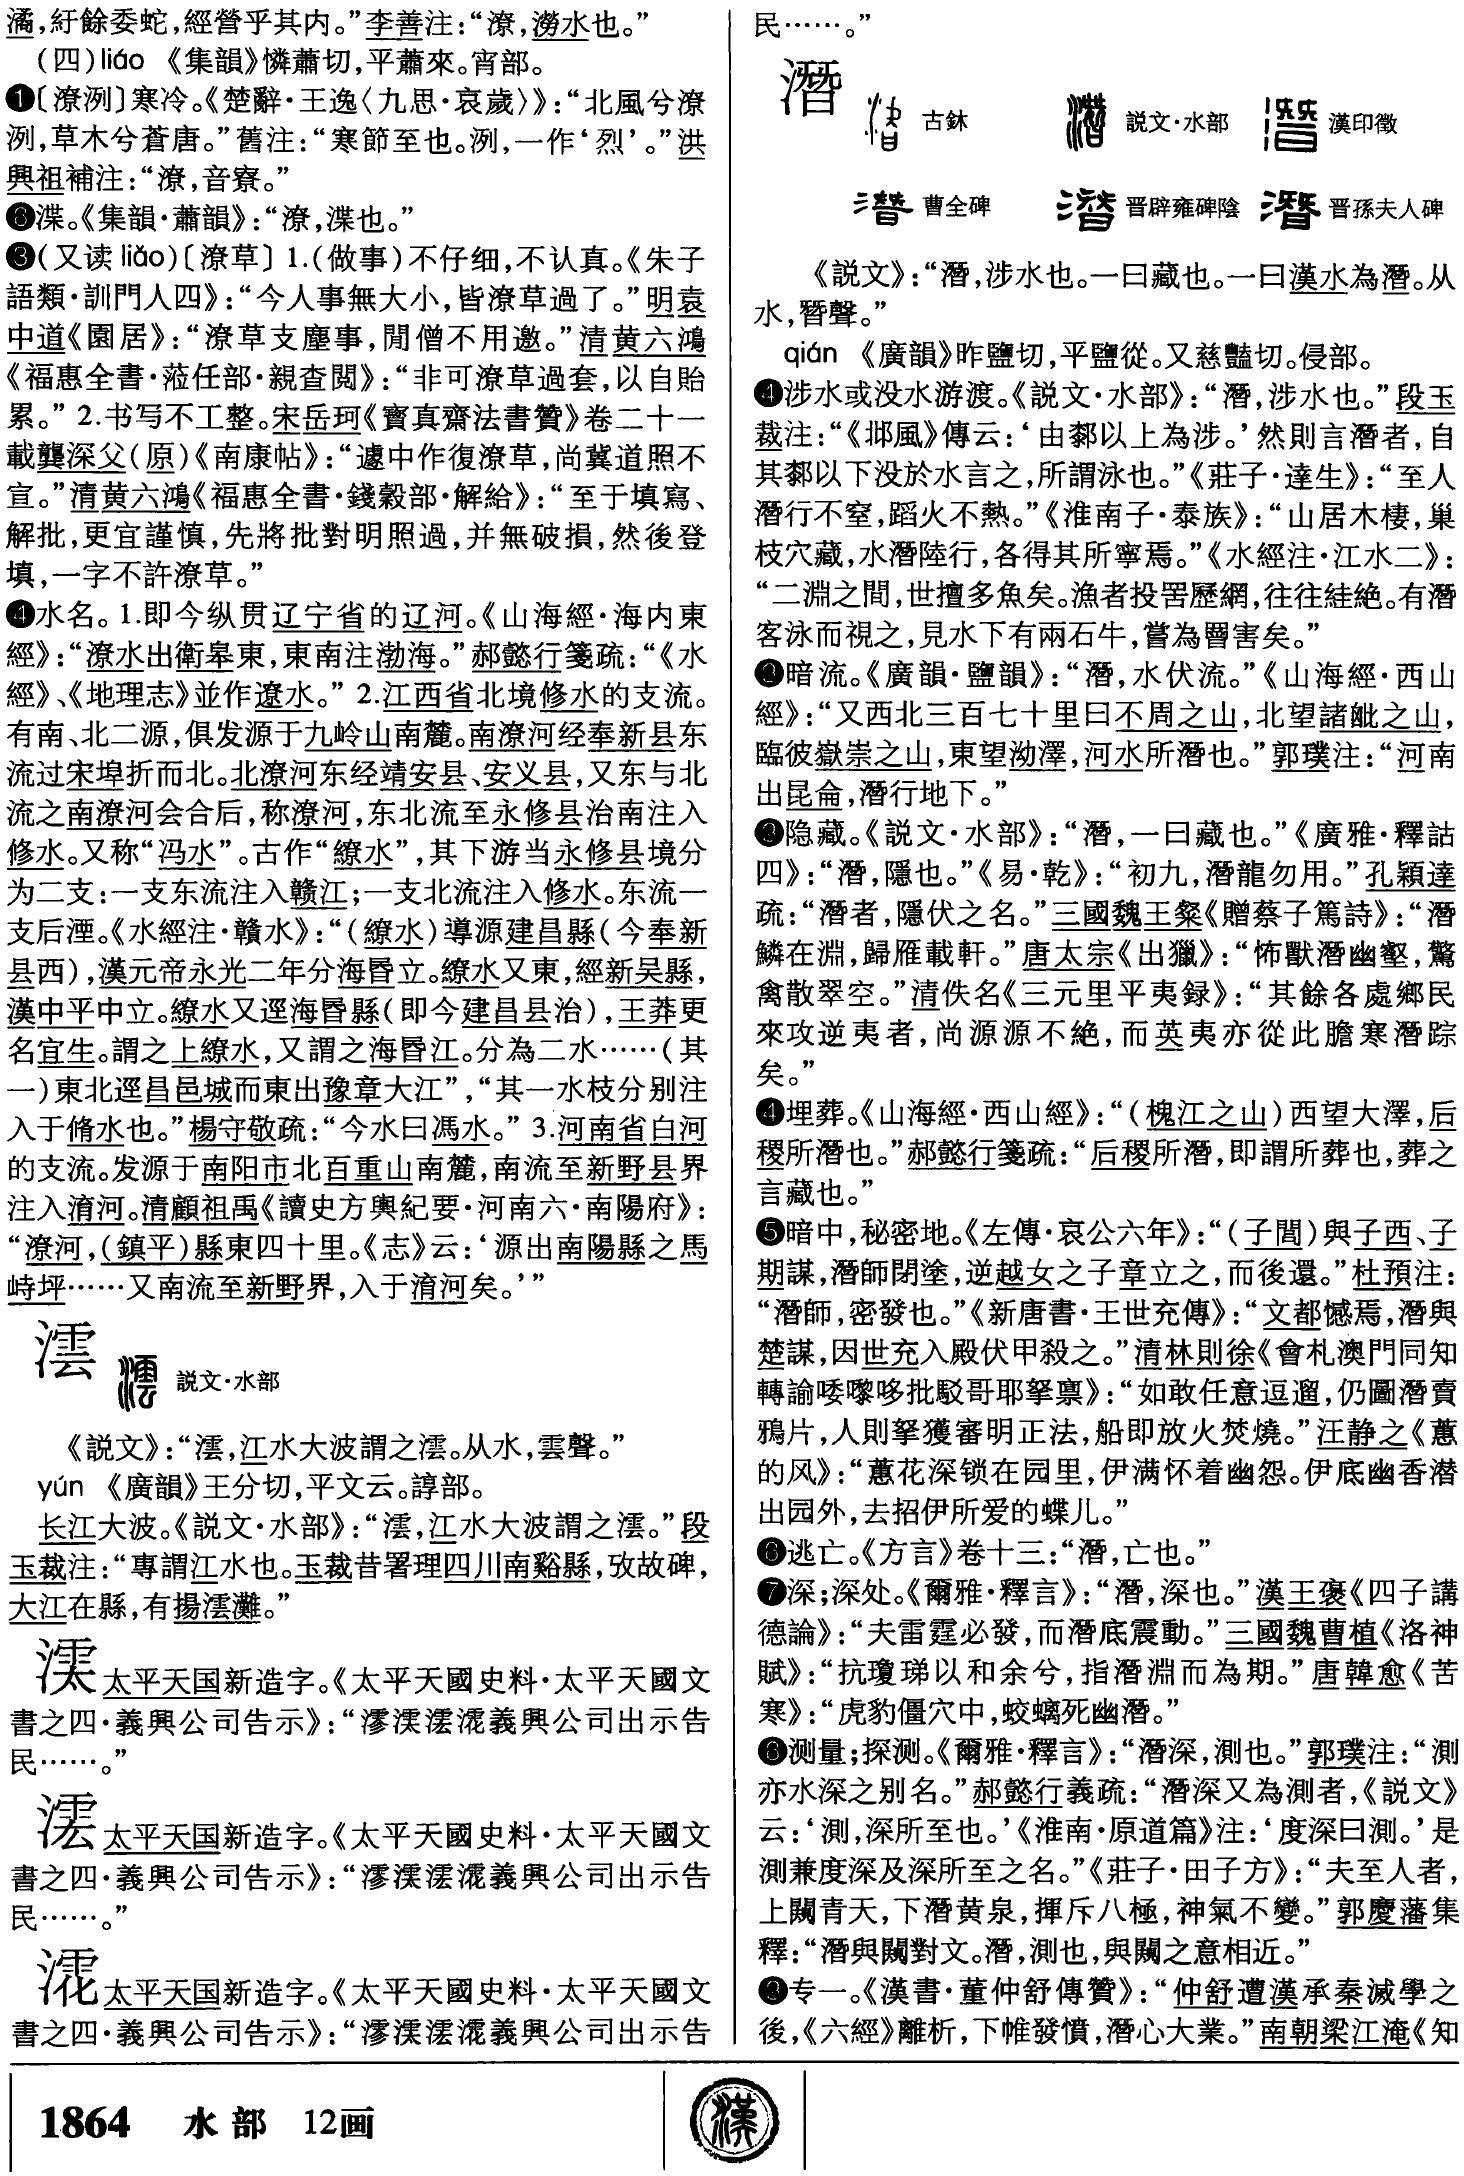 潏，紆餘委蛇，經營乎其内。”李善注：“潦，澇水也。”
(四)liáo 《集韻》憐蕭切，平蕭來。宵部。
❶〔潦洌〕寒冷。《楚辭·王逸〈九思·哀歲〉》：“北風兮潦
洌，草木兮蒼唐。”舊注：“寒節至也。洌，一作‘烈’。”洪
興祖補注：“潦，音寮。”
❷渫。《集韻·蕭韻》：“潦，渫也。”
❸(又读 liǎo)〔潦草〕1.(做事)不仔细，不认真。《朱子
語類·訓門人四》：“今人事無大小，皆潦草過了。”明袁
中道《園居》：“潦草支塵事，閒僧不用邀。”清黄六鴻
《福惠全書·蒞任部·親查閲》：“非可潦草過套，以自貽
累。”2.书写不工整。宋岳珂《寶真齋法書贊》卷二十一
載龔深父(原)《南康帖》：“遽中作復潦草，尚冀道照不
宣。”清黄六鴻《福惠全書·錢穀部·解給》：“至于填寫、
解批，更宜謹慎，先將批對明照過，并無破損，然後登
填，一字不許潦草。”
❹水名。1.即今纵贯辽宁省的辽河。《山海經·海内東
經》：“潦水出衛皋東，東南注渤海。”郝懿行箋疏：“《水
經》、《地理志》並作遼水。”2.江西省北境修水的支流。
有南、北二源，俱发源于九岭山南麓。南潦河经奉新县东
流过宋埠折而北。北潦河东经靖安县、安义县，又东与北
流之南潦河会合后，称潦河，东北流至永修县治南注入
修水。又称“冯水”。古作“繚水”，其下游当永修县境分
为二支：一支东流注入赣江；一支北流注入修水。东流一
支后湮。《水經注·贛水》：“(繚水)導源建昌縣(今奉新
县西)，漢元帝永光二年分海昬立。繚水又東，經新吴縣，
漢中平中立。繚水又逕海昬縣(即今建昌县治)，王莽更
名宜生。謂之上繚水，又謂之海昬江。分為二水……(其
一)東北逕昌邑城而東出豫章大江”，“其一水枝分别注
入于脩水也。”楊守敬疏：“今水曰馮水。”3.河南省白河
的支流。发源于南阳市北百重山南麓，南流至新野县界
注入淯河。清顧祖禹《讀史方輿紀要·河南六·南陽府》：
“潦河，(鎮平)縣東四十里。《志》云：‘源出南陽縣之馬
峙坪……又南流至新野界，入于淯河矣。’”
澐 說文·水部
《説文》：“澐，江水大波謂之澐。从水，雲聲。”
yún 《廣韻》王分切，平文云。諄部。
长江大波。《説文·水部》：“澐，江水大波謂之澐。”段
玉裁注：“專謂江水也。玉裁昔署理四川南谿縣，攷故碑，
大江在縣，有揚澐灘。”
太平天国新造字。《太平天國史料·太平天國文
書之四·義興公司告示》：“義興公司出示告
民……。”
太平天国新造字。《太平天國史料·太平天國文
書之四·義興公司告示》：“義興公司出示告
民……。”
太平天国新造字。《太平天國史料·太平天國文
書之四·義興公司告示》：“義興公司出示告
民……。”
潛 古鉥 説文·水部 漢印徵
曹全碑 晋辟雍碑陰 晋孫夫人碑
《説文》：“潛，涉水也。一曰藏也。一曰漢水為潛。从
水，朁聲。”
qián 《廣韻》昨鹽切，平鹽從。又慈豔切。侵部。
❶涉水或没水游渡。《説文·水部》：“潛，涉水也。”段玉
裁注：“《邶風》傳云：‘由䣛以上為涉。’然則言潛者，自
其䣛以下没於水言之，所謂泳也。”《莊子·達生》：“至人
潛行不窒，蹈火不熱。”《淮南子·泰族》：“山居木棲，巢
枝穴藏，水潛陸行，各得其所寧焉。”《水經注·江水二》：
“二淵之間，世擅多魚矣。漁者投罟歷網，往往絓絶。有潛
客泳而視之，見水下有兩石牛，嘗為罾害矣。”
❷暗流。《廣韻·鹽韻》：“潛，水伏流。”《山海經·西山
經》：“又西北三百七十里曰不周之山，北望諸毗之山，
臨彼嶽崇之山，東望泑澤，河水所潛也。”郭璞注：“河南
出昆侖，潛行地下。”
❸隐藏。《説文·水部》：“潛，一曰藏也。”《廣雅·釋詁
四》：“潛，隱也。”《易·乾》：“初九，潛龍勿用。”孔穎達
疏：“潛者，隱伏之名。”三國魏王粲《贈蔡子篤詩》：“潛
鱗在淵，歸雁載軒。”唐太宗《出獵》：“怖獸潛幽壑，驚
禽散翠空。”清佚名《三元里平夷録》：“其餘各處鄉民
來攻逆夷者，尚源源不絶，而英夷亦從此膽寒潛踪
矣。”
❹埋葬。《山海經·西山經》：“(槐江之山)西望大澤，后
稷所潛也。”郝懿行箋疏：“后稷所潛，即謂所葬也，葬之
言藏也。”
❺暗中，秘密地。《左傳·哀公六年》：“(子閭)與子西、子
期謀，潛師閉塗，逆越女之子章立之，而後還。”杜預注：
“潛師，密發也。”《新唐書·王世充傳》：“文都憾焉，潛與
楚謀，因世充入殿伏甲殺之。”清林則徐《會札澳門同知
轉諭喴嚟哆批駁哥耶拏禀》：“如敢任意逗遛，仍圖潛賣
鴉片，人則拏獲審明正法，船即放火焚燒。”汪静之《蕙
的风》：“蕙花深锁在园里，伊满怀着幽怨。伊底幽香潜
出园外，去招伊所爱的蝶儿。”
❻逃亡。《方言》卷十三：“潛，亡也。”
❼深；深处。《爾雅·釋言》：“潛，深也。”漢王褒《四子講
德論》：“夫雷霆必發，而潛底震動。”三國魏曹植《洛神
賦》：“抗瓊珶以和余兮，指潛淵而為期。”唐韓愈《苦
寒》：“虎豹僵穴中，蛟螭死幽潛。”
❽测量；探测。《爾雅·釋言》：“潛深，測也。”郭璞注：“測
亦水深之别名。”郝懿行義疏：“潛深又為測者，《説文》
云：‘測，深所至也。’《淮南·原道篇》注：‘度深曰測。’是
測兼度深及深所至之名。”《莊子·田子方》：“夫至人者，
上闚青天，下潛黄泉，揮斥八極，神氣不變。”郭慶藩集
釋：“潛與闚對文。潛，測也，與闚之意相近。”
❾专一。《漢書·董仲舒傳贊》：“仲舒遭漢承秦滅學之
後，《六經》離析，下帷發憤，潛心大業。”南朝梁江淹《知
1864 水部 12画
漢